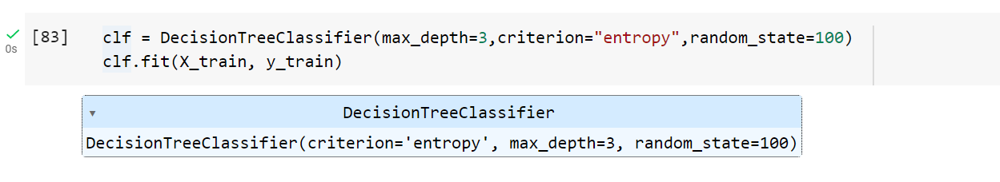 [83]
clf = DecisionTreeClassifier(max_depth=3,criterion="entropy",random_state=100)
0s
clf.fit(X_train, y_train)
DecisionTreeClassifier
DecisionTreeClassifier(criterion='entropy', max_depth=3, random_state=100)